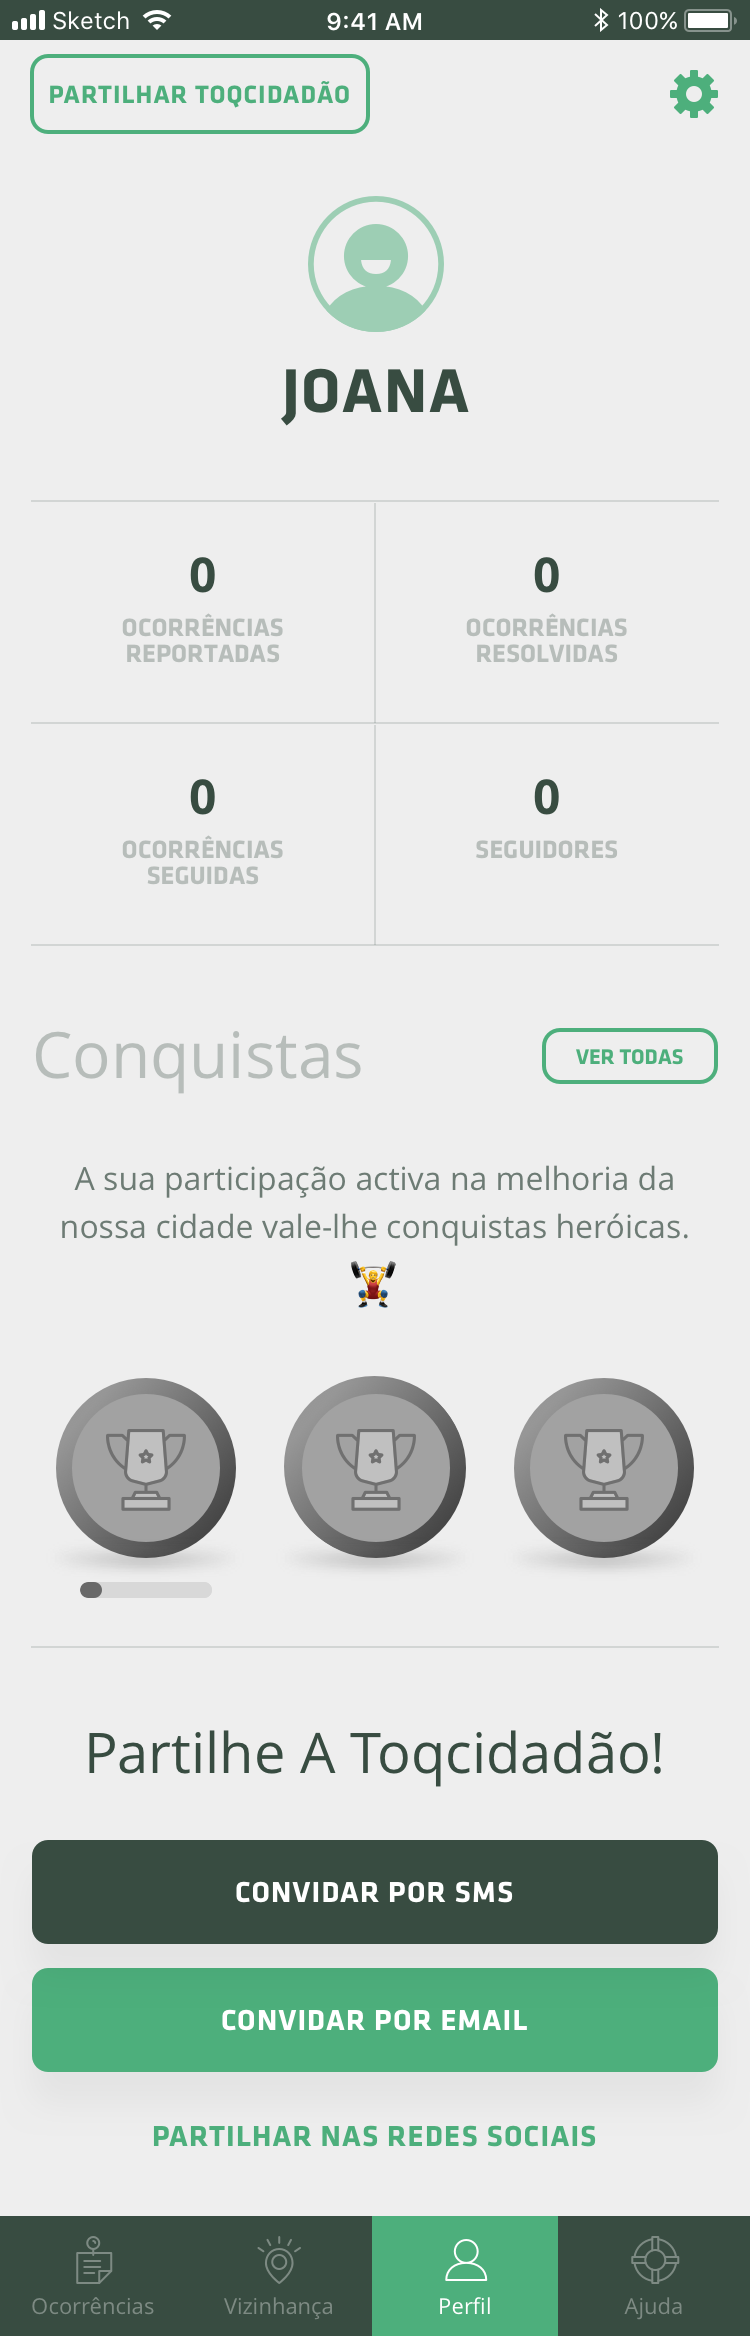 Sketch 9:41 AM 100%
PARTILHAR TOQCIDADÃO
JOANA
0
OCORRÊNCIAS
REPORTADAS
0
OCORRÊNCIAS
RESOLVIDAS
0
OCORRÊNCIAS
SEGUIDAS
0
SEGUIDORES
Conquistas
VER TODAS
A sua participação activa na melhoria da
nossa cidade vale-lhe conquistas heróicas.
🏋️
Partilhe A Toqcidadão!
CONVIDAR POR SMS
CONVIDAR POR EMAIL
PARTILHAR NAS REDES SOCIAIS
Ocorrências Vizinhança Perfil Ajuda